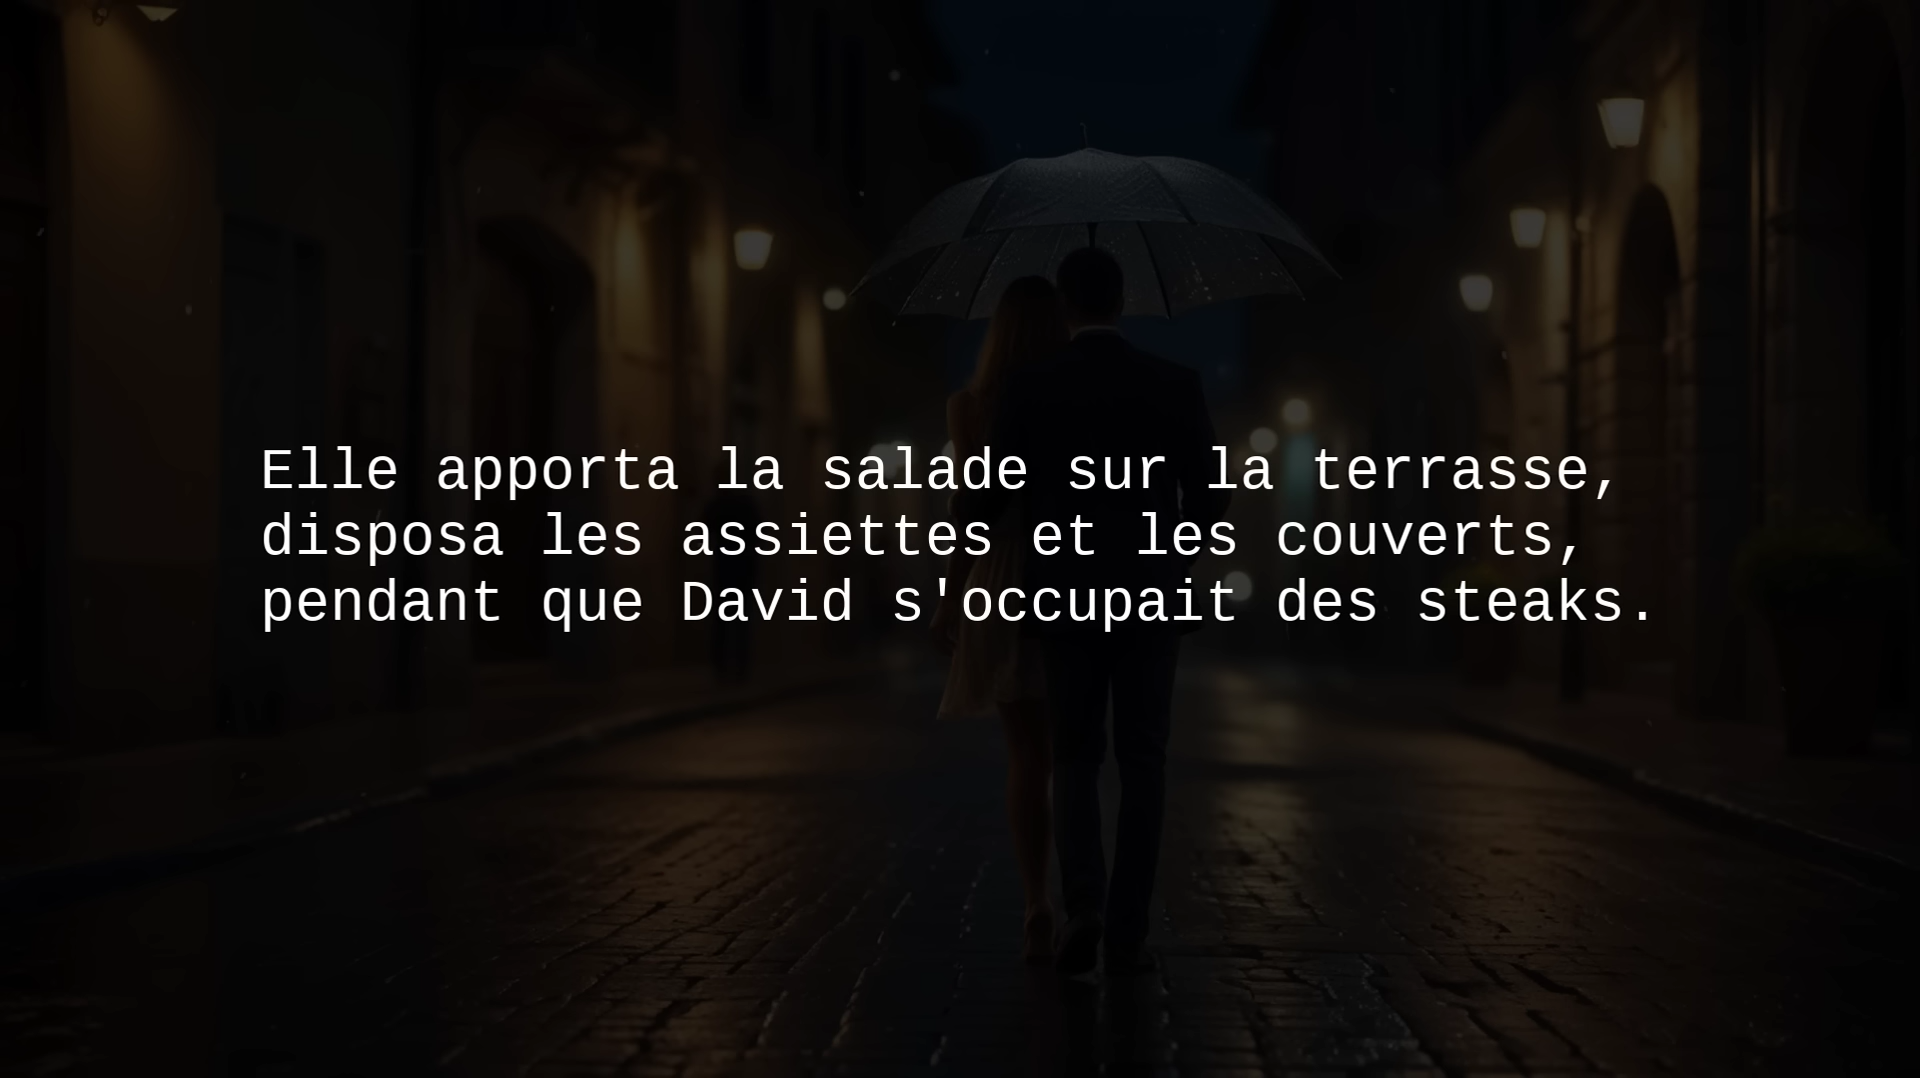 Elle apporta la salade sur la terrasse,
disposa les assiettes et les couverts,
pendant que David s'occupait des steaks.